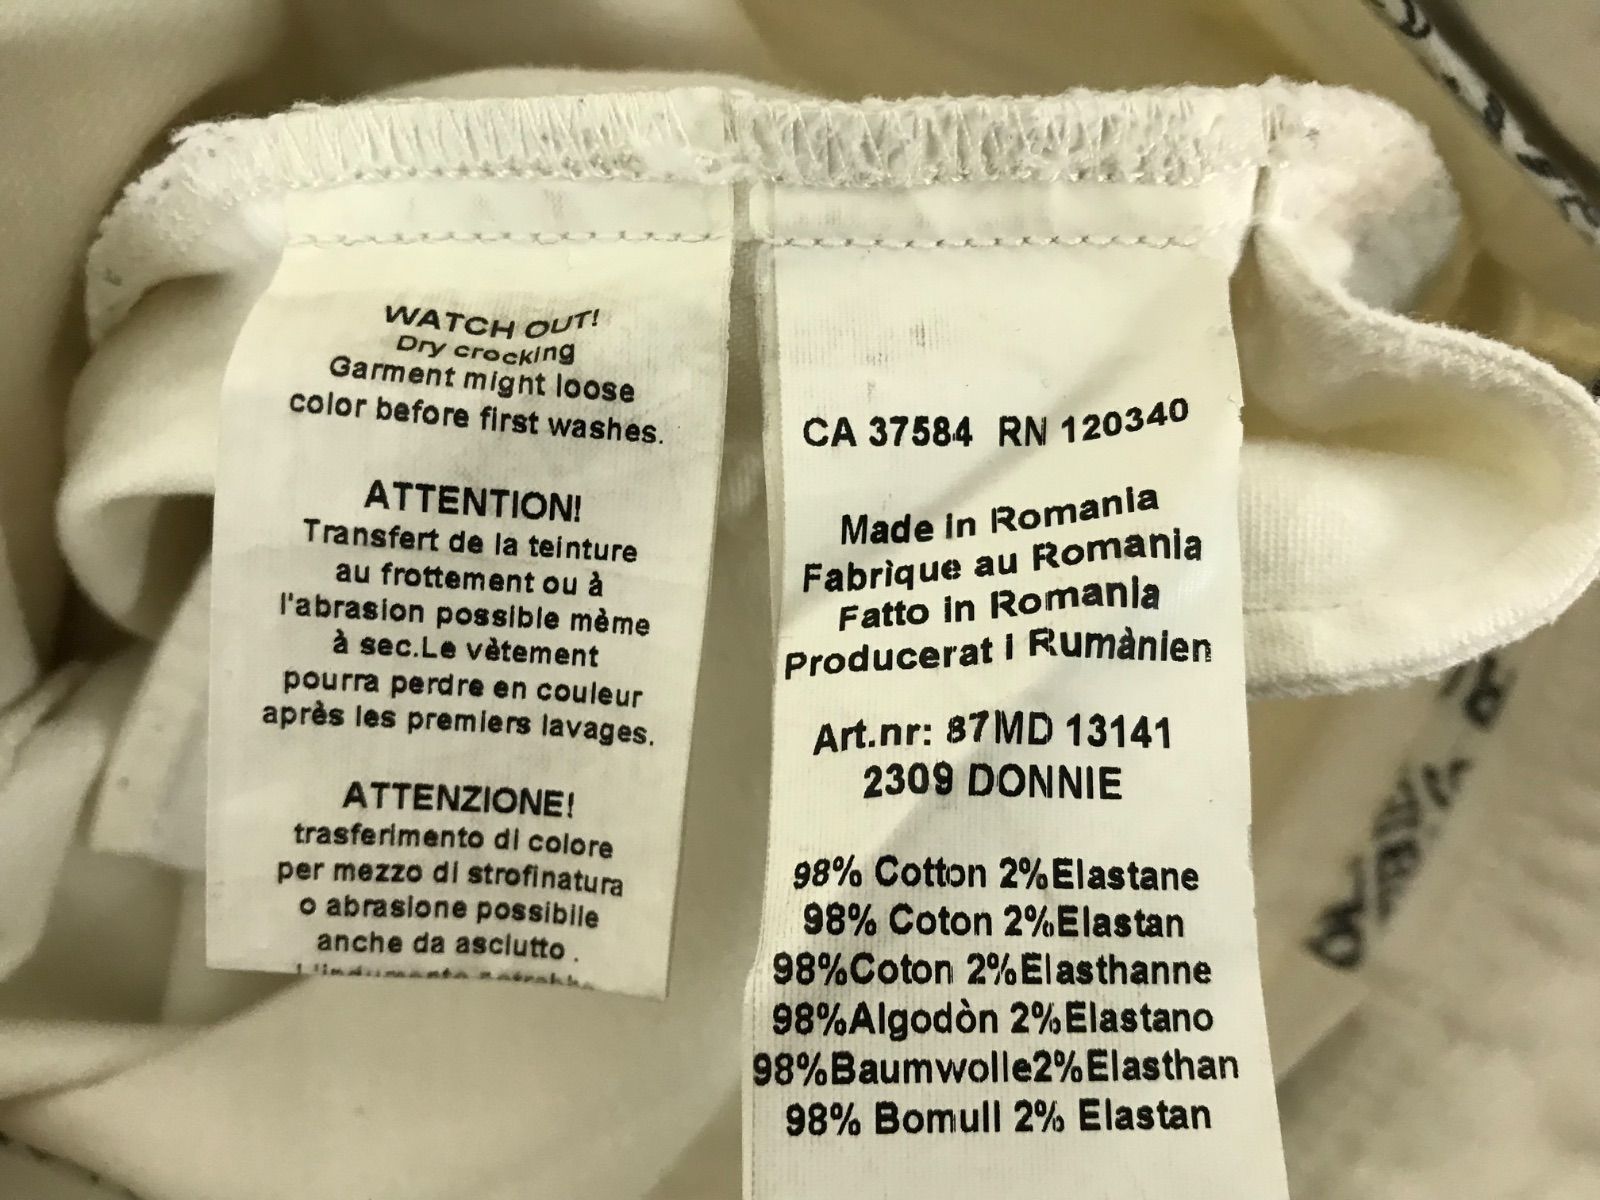 WATCH OUT!
Dry crocking
Garment might loose
color before first washes.
ATTENTION!
Transfert de la teinture
au frottement ou à
l'abrasion possible mème
à sec.Le vètement
pourra perdre en couleur
après les premiers lavages.
ATTENZIONE!
trasferimento di colore
per mezzo di strofinatura
o abrasione possibile
anche da asciutto .
L'indumento potrebbe
CA 37584 RN 120340
Made in Romania
Fabrique au Romania
Fatto in Romania
Producerat i Rumànien
Art.nr: 87MD 13141
2309 DONNIE
98% Cotton 2%Elastane
98% Coton 2%Elastan
98%Coton 2%Elasthanne
98%Algodòn 2%Elastano
98%Baumwolle2%Elasthan
98% Bomull 2% Elastan